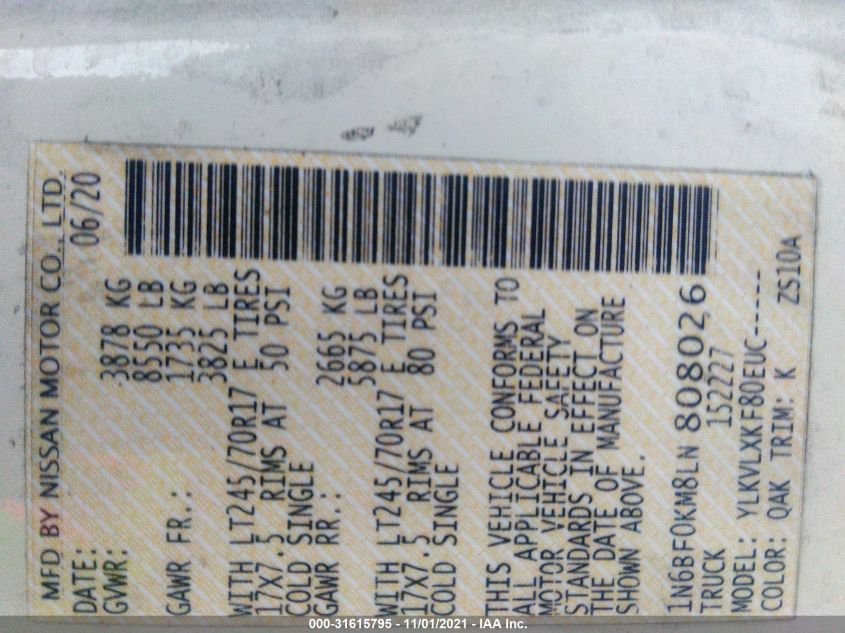 MFD BY NISSAN MOTOR CO., LTD.
DATE: 06/20
GVWR: 3878 KG
8550 LB
GAWR FR.: 1735 KG
3825 LB
WITH LT245/70R17 E TIRES
17X7.5 RIMS AT 50 PSI
COLD SINGLE
GAWR RR.: 2665 KG
5875 LB
WITH LT245/70R17 E TIRES
17X7.5 RIMS AT 80 PSI
COLD SINGLE
THIS VEHICLE CONFORMS TO
ALL APPLICABLE FEDERAL
MOTOR VEHICLE SAFETY
STANDARDS IN EFFECT ON
THE DATE OF MANUFACTURE
SHOWN ABOVE.
1N6BF0KM8LN 808026
TRUCK 152227
MODEL: YLKVLXKF80EUC------
COLOR: QAK TRIM: K ZS10A
000-31615795 - 11/01/2021 - IAA Inc.